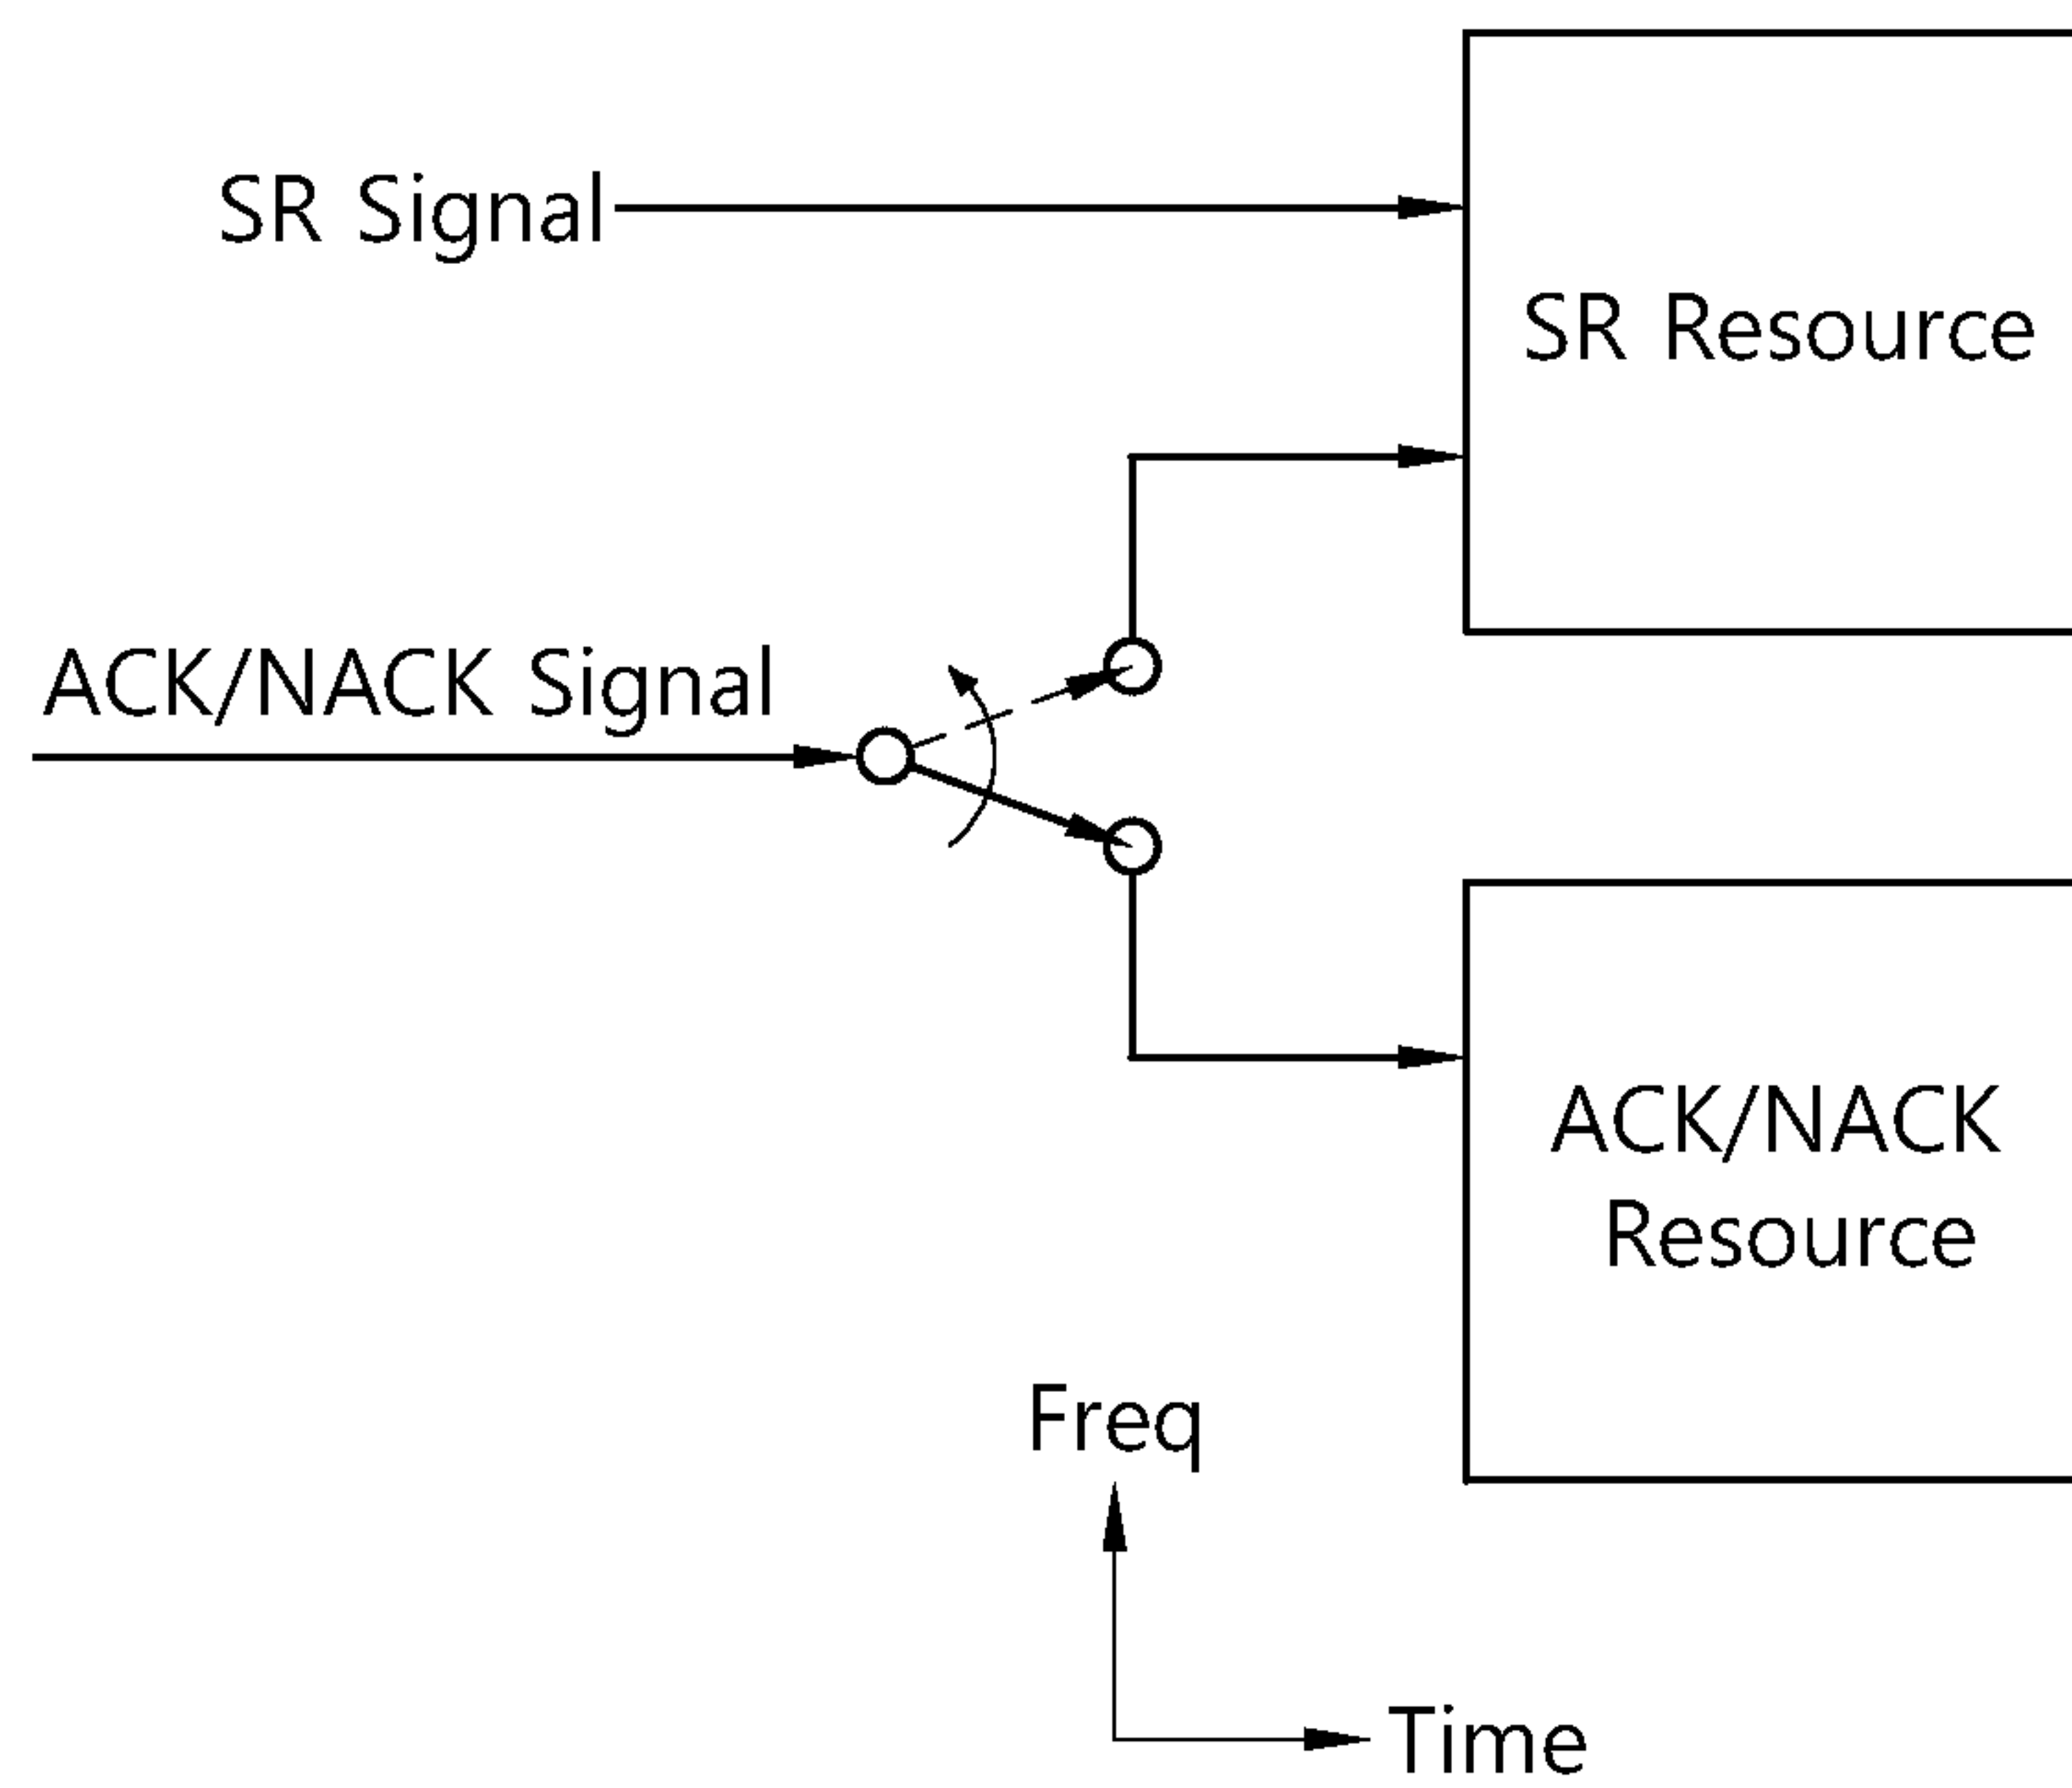 SR Signal
SR Resource
ACK/NACK Signal
ACK/NACK
Resource
Freq
Time